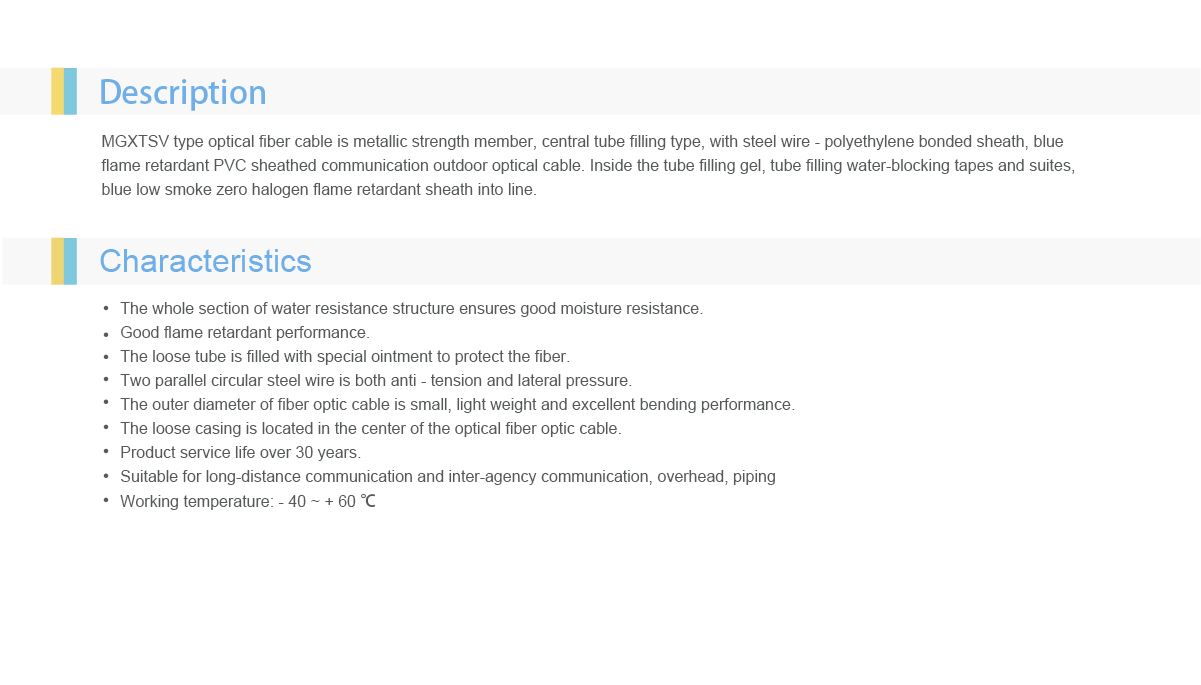 Description
MGXTSV type optical fiber cable is metallic strength member, central tube filling type, with steel wire - polyethylene bonded sheath, blue
flame retardant PVC sheathed communication outdoor optical cable. Inside the tube filling gel, tube filling water-blocking tapes and suites,
blue low smoke zero halogen flame retardant sheath into line.
Characteristics
• The whole section of water resistance structure ensures good moisture resistance.
• Good flame retardant performance.
• The loose tube is filled with special ointment to protect the fiber.
• Two parallel circular steel wire is both anti - tension and lateral pressure.
• The outer diameter of fiber optic cable is small, light weight and excellent bending performance.
• The loose casing is located in the center of the optical fiber optic cable.
• Product service life over 30 years.
• Suitable for long-distance communication and inter-agency communication, overhead, piping
• Working temperature: - 40 ~ + 60 ℃